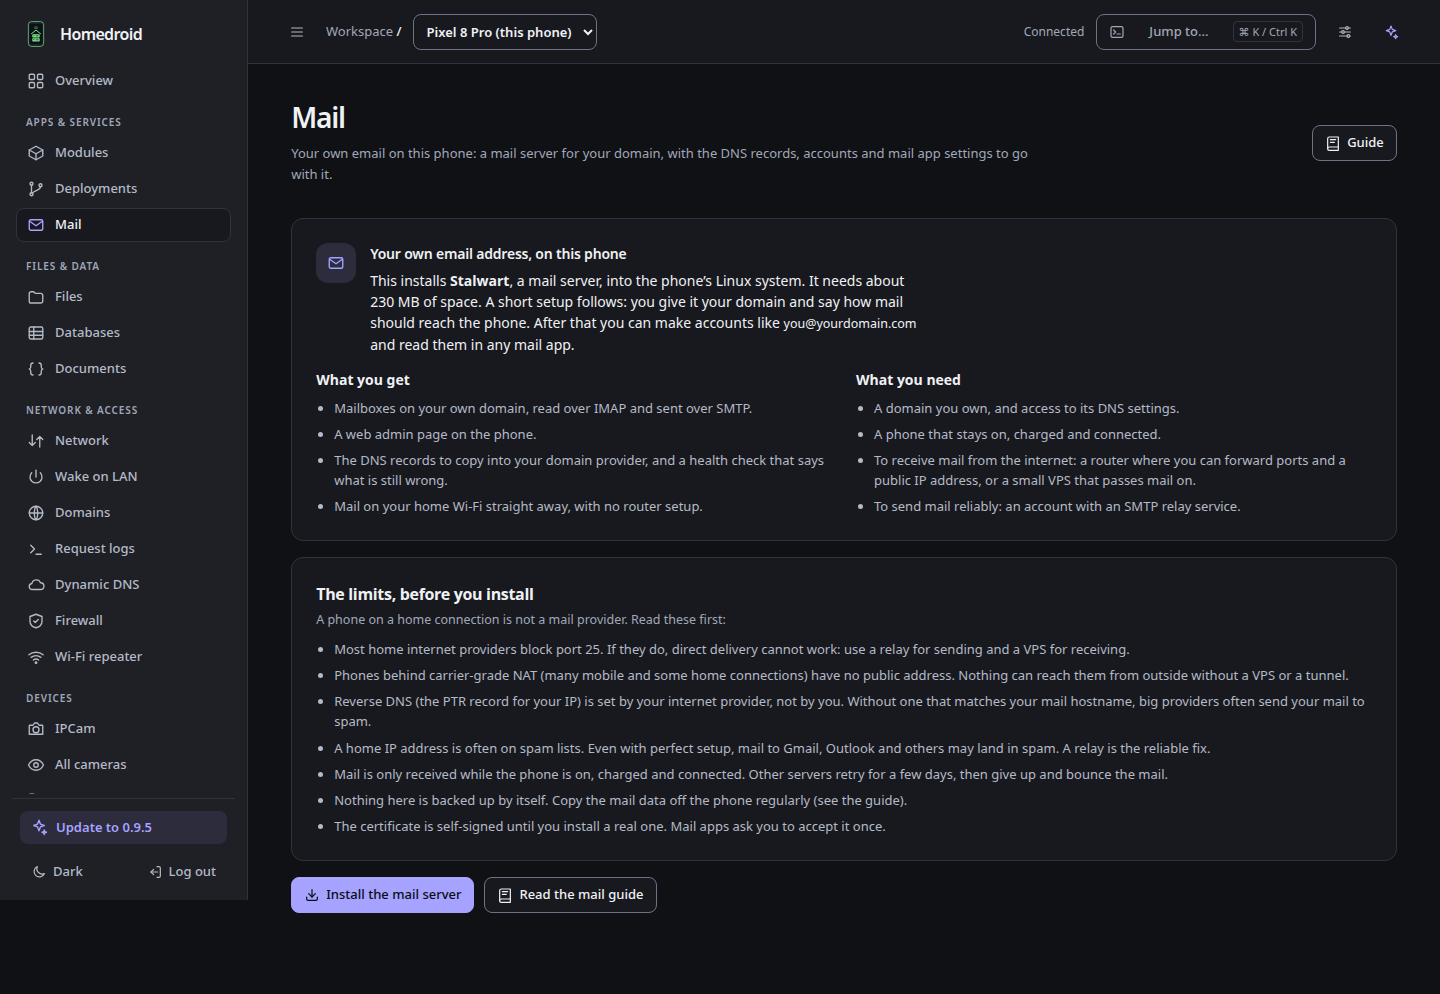 Homedroid
Overview
APPS & SERVICES
Modules
Deployments
Mail
FILES & DATA
Files
Databases
Documents
NETWORK & ACCESS
Network
Wake on LAN
Domains
Request logs
Dynamic DNS
Firewall
Wi-Fi repeater
DEVICES
IPCam
All cameras
Update to 0.9.5
Dark
Log out
Workspace /
Pixel 8 Pro (this phone)
Connected
Jump to...
⌘ K / Ctrl K
Mail
Your own email on this phone: a mail server for your domain, with the DNS records, accounts and mail app settings to go
with it.
Guide
Your own email address, on this phone
This installs Stalwart, a mail server, into the phone’s Linux system. It needs about
230 MB of space. A short setup follows: you give it your domain and say how mail
should reach the phone. After that you can make accounts like you@yourdomain.com
and read them in any mail app.
What you get
Mailboxes on your own domain, read over IMAP and sent over SMTP.
A web admin page on the phone.
The DNS records to copy into your domain provider, and a health check that says
what is still wrong.
Mail on your home Wi-Fi straight away, with no router setup.
What you need
A domain you own, and access to its DNS settings.
A phone that stays on, charged and connected.
To receive mail from the internet: a router where you can forward ports and a
public IP address, or a small VPS that passes mail on.
To send mail reliably: an account with an SMTP relay service.
The limits, before you install
A phone on a home connection is not a mail provider. Read these first:
Most home internet providers block port 25. If they do, direct delivery cannot work: use a relay for sending and a VPS for receiving.
Phones behind carrier-grade NAT (many mobile and some home connections) have no public address. Nothing can reach them from outside without a VPS or a tunnel.
Reverse DNS (the PTR record for your IP) is set by your internet provider, not by you. Without one that matches your mail hostname, big providers often send your mail to
spam.
A home IP address is often on spam lists. Even with perfect setup, mail to Gmail, Outlook and others may land in spam. A relay is the reliable fix.
Mail is only received while the phone is on, charged and connected. Other servers retry for a few days, then give up and bounce the mail.
Nothing here is backed up by itself. Copy the mail data off the phone regularly (see the guide).
The certificate is self-signed until you install a real one. Mail apps ask you to accept it once.
Install the mail server
Read the mail guide